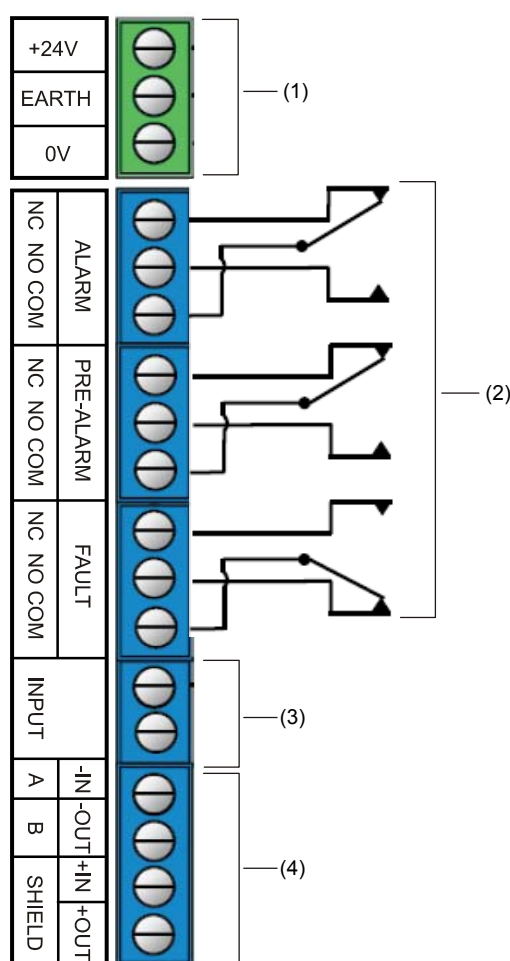 +24V
EARTH
0V
(1)
NC NO COM
ALARM
NC NO COM
PRE-ALARM
NC NO COM
FAULT
(2)
INPUT
(3)
A
-IN
B
-OUT
SHIELD
+IN
+OUT
(4)